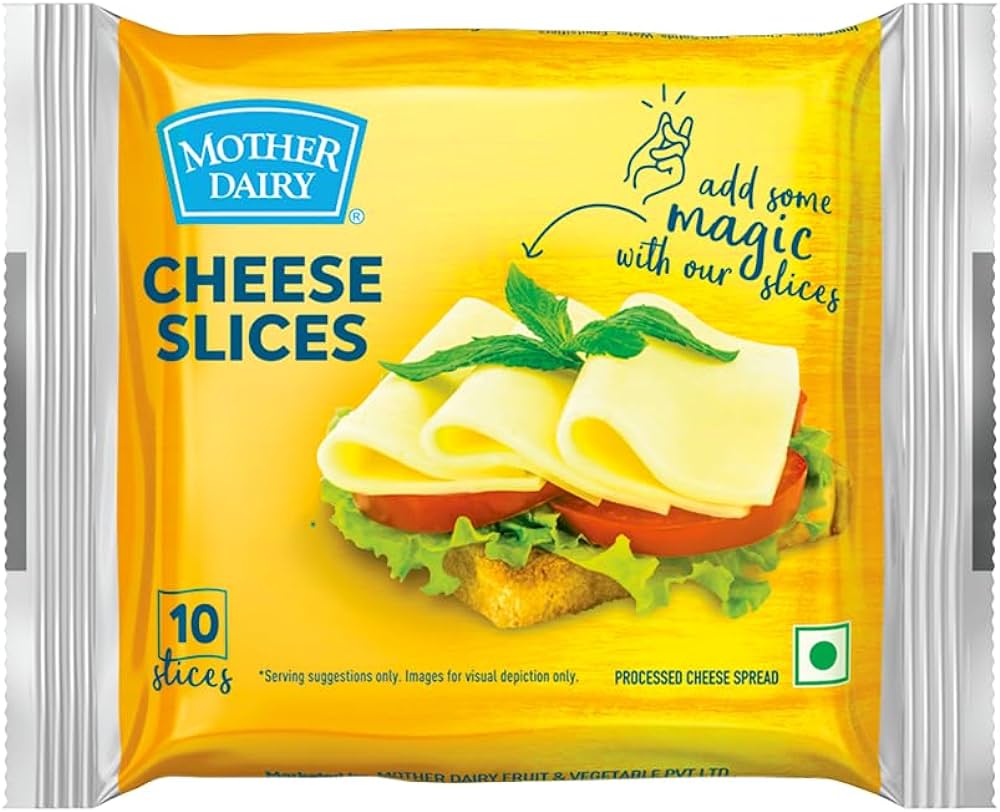 MOTHER
DAIRY
®
CHEESE
SLICES
add some
magic
with our slices
10
slices
*Serving suggestions only. Images for visual depiction only.
PROCESSED CHEESE SPREAD
MOTHER DAIRY FRUIT & VEGETABLE PVT LTD